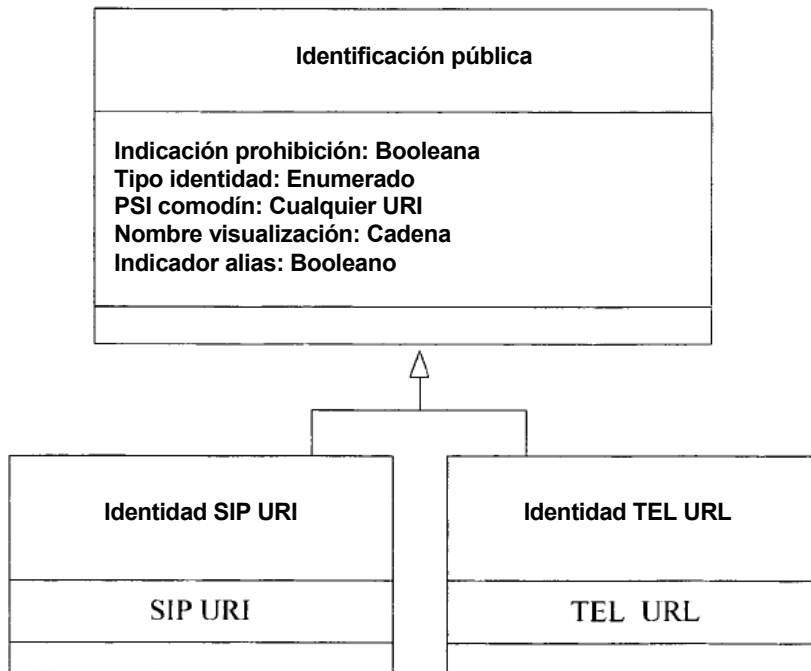 Identificación pública
Indicación prohibición: Booleana
Tipo identidad: Enumerado
PSI comodín: Cualquier URI
Nombre visualización: Cadena
Indicador alias: Booleano
Identidad SIP URI
Identidad TEL URL
SIP URI
TEL URL